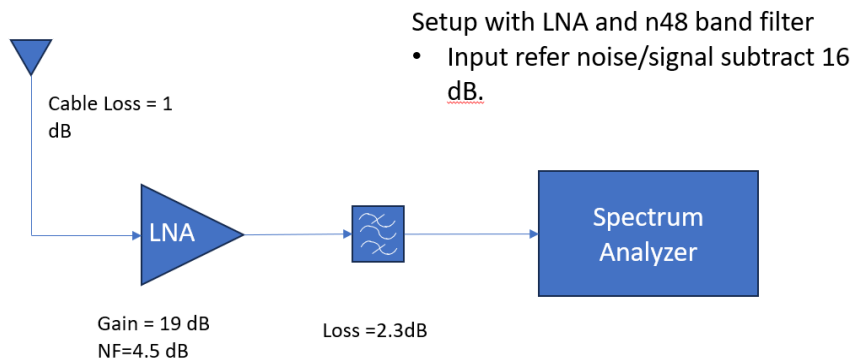 Setup with LNA and n48 band filter
• Input refer noise/signal subtract 16
dB.
Cable Loss = 1
dB
LNA
Spectrum
Analyzer
Gain = 19 dB
NF=4.5 dB
Loss =2.3dB